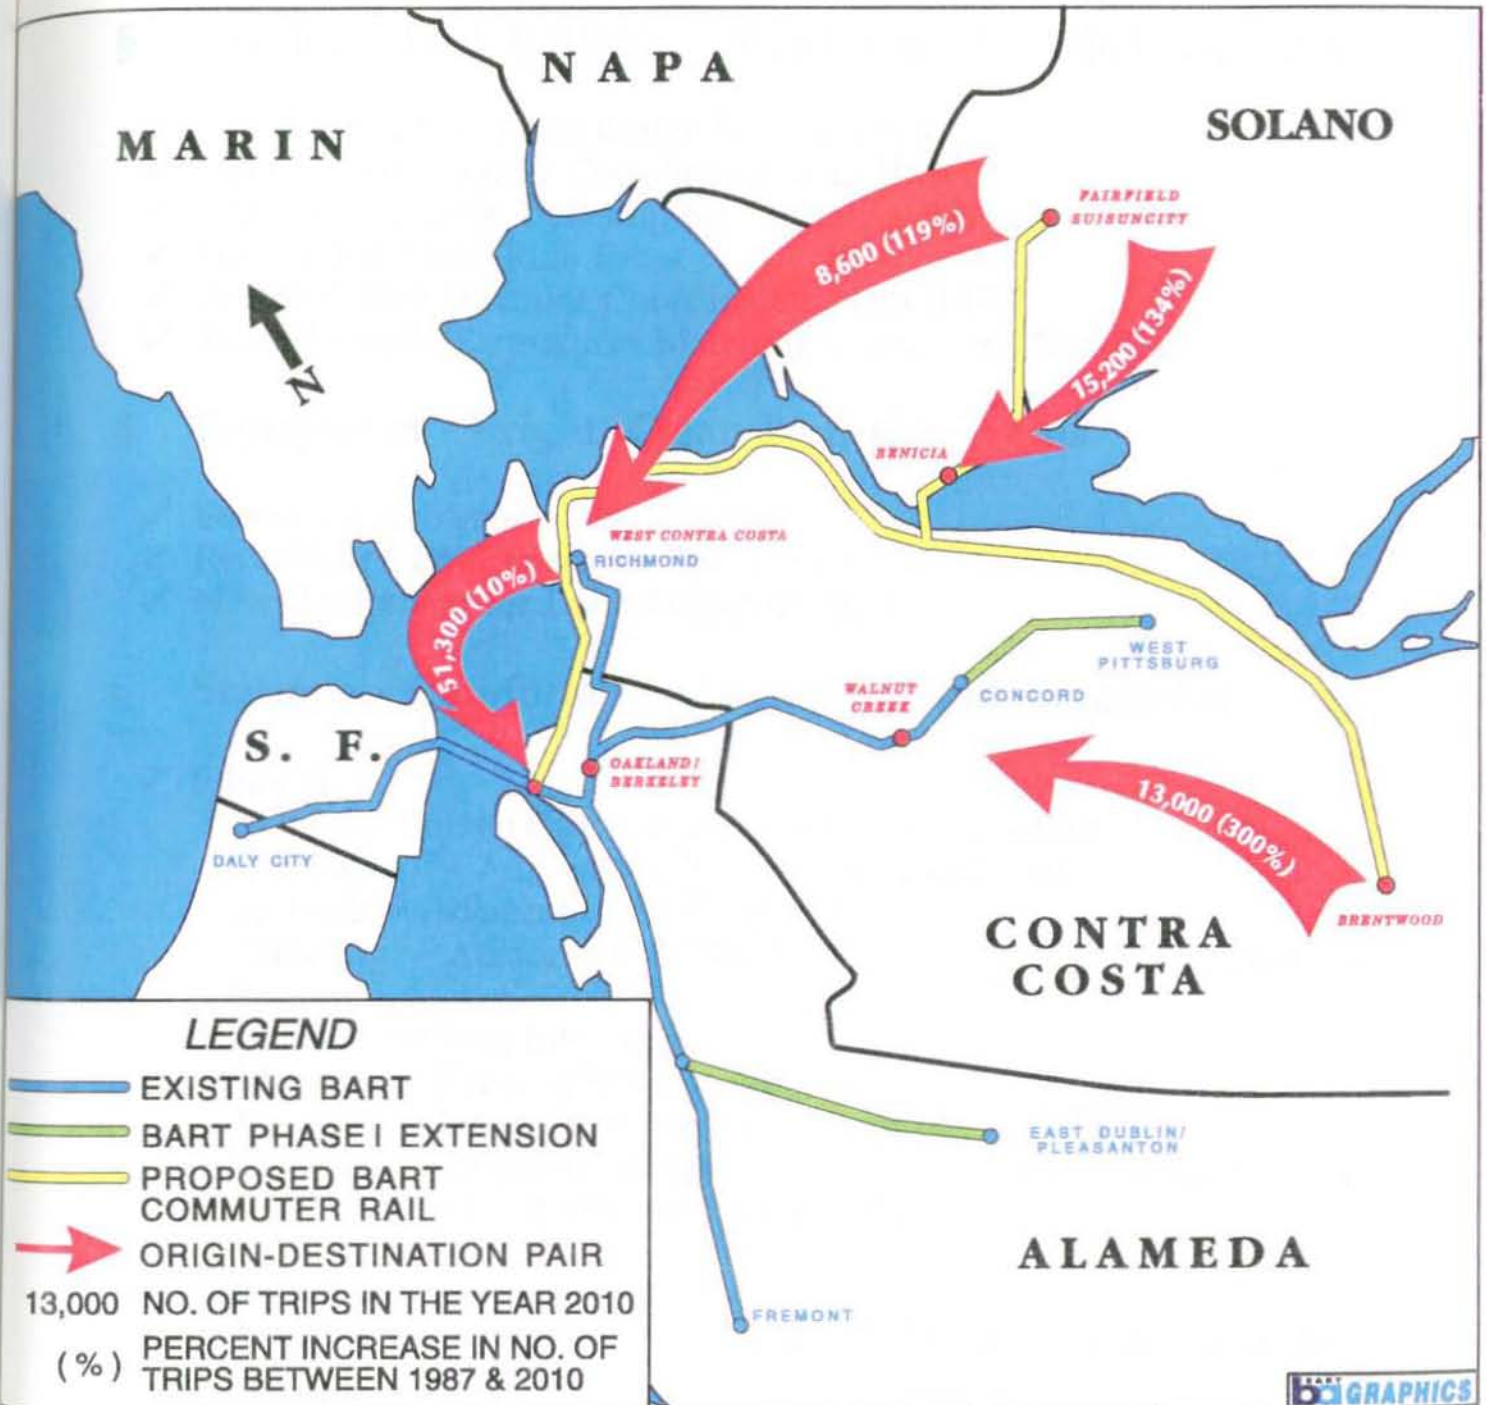 NAPA
MARIN
SOLANO
8,600 (119%)
FAIRFIELD
SUISUNCITY
15,200 (134%)
N
BENICIA
WEST CONTRA COSTA
RICHMOND
51,300 (10%)
WEST
PITTSBURG
WALNUT
CREEK
CONCORD
S. F.
OAKLAND/
BERKELEY
13,000 (300%)
DALY CITY
BRENTWOOD
CONTRA
COSTA
LEGEND
EXISTING BART
BART PHASE I EXTENSION
PROPOSED BART
COMMUTER RAIL
ORIGIN-DESTINATION PAIR
13,000 NO. OF TRIPS IN THE YEAR 2010
(%) PERCENT INCREASE IN NO. OF
TRIPS BETWEEN 1987 & 2010
EAST DUBLIN/
PLEASANTON
ALAMEDA
FREMONT
GRAPHICS